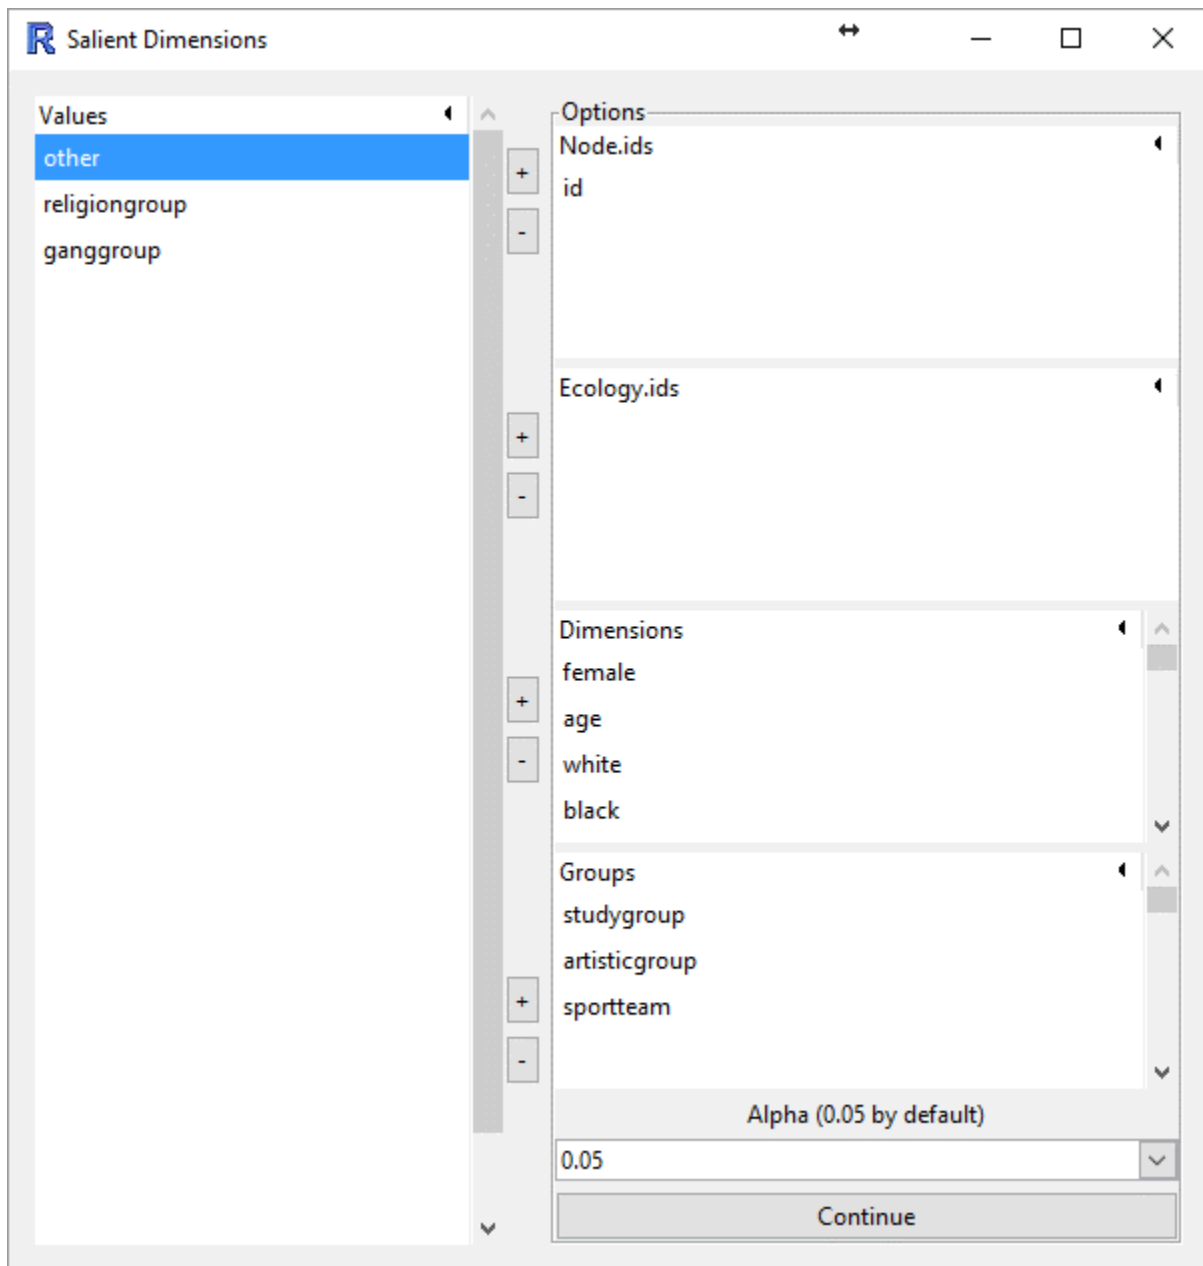 Salient Dimensions
Values
other
religiongroup
ganggroup
+
-
+
-
+
-
+
-
Options
Node.ids
id
Ecology.ids
Dimensions
female
age
white
black
Groups
studygroup
artisticgroup
sportteam
Alpha (0.05 by default)
0.05
Continue